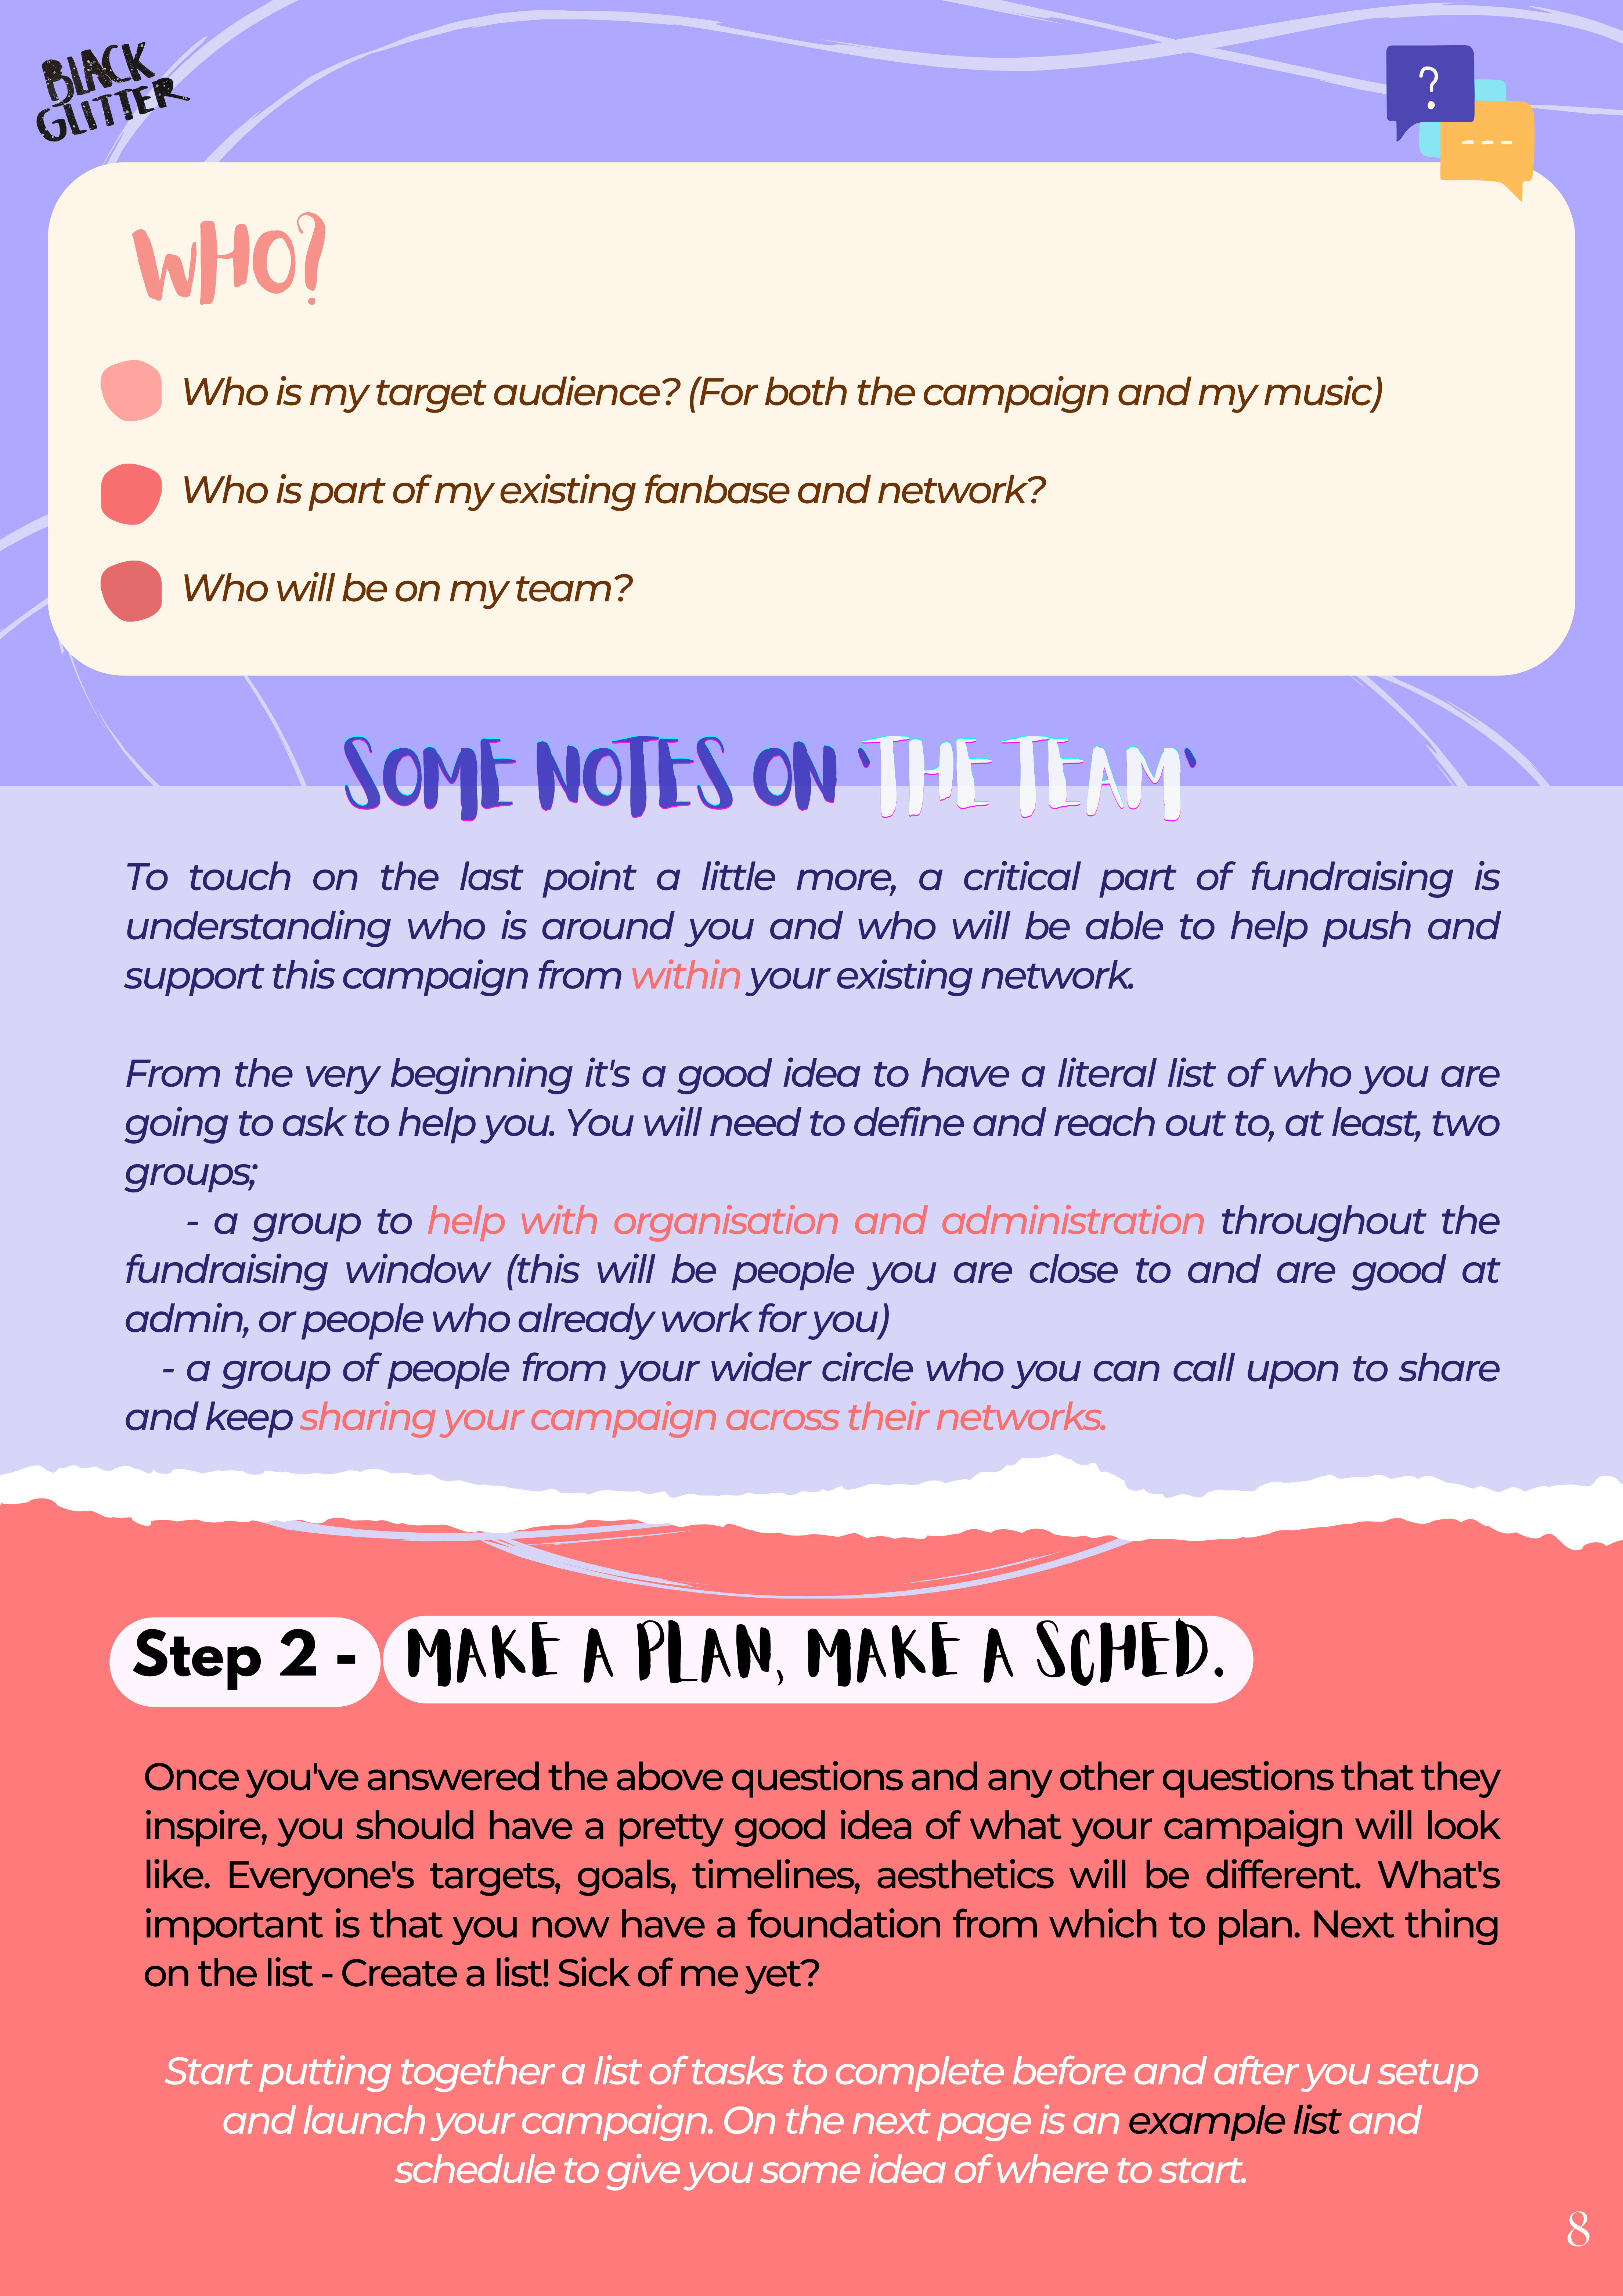 BLACK
GLITTER
?
WHO?
Who is my target audience? (For both the campaign and my music)
Who is part of my existing fanbase and network?
Who will be on my team?
SOME NOTES ON 'THE TEAM'
To touch on the last point a little more, a critical part of fundraising is
understanding who is around you and who will be able to help push and
support this campaign from within your existing network.
From the very beginning it's a good idea to have a literal list of who you are
going to ask to help you. You will need to define and reach out to, at least, two
groups;
- a group to help with organisation and administration throughout the
fundraising window (this will be people you are close to and are good at
admin, or people who already work for you)
- a group of people from your wider circle who you can call upon to share
and keep sharing your campaign across their networks.
Step 2 - MAKE A PLAN, MAKE A SCHED.
Once you've answered the above questions and any other questions that they
inspire, you should have a pretty good idea of what your campaign will look
like. Everyone's targets, goals, timelines, aesthetics will be different. What's
important is that you now have a foundation from which to plan. Next thing
on the list - Create a list! Sick of me yet?
Start putting together a list of tasks to complete before and after you setup
and launch your campaign. On the next page is an example list and
schedule to give you some idea of where to start.
8